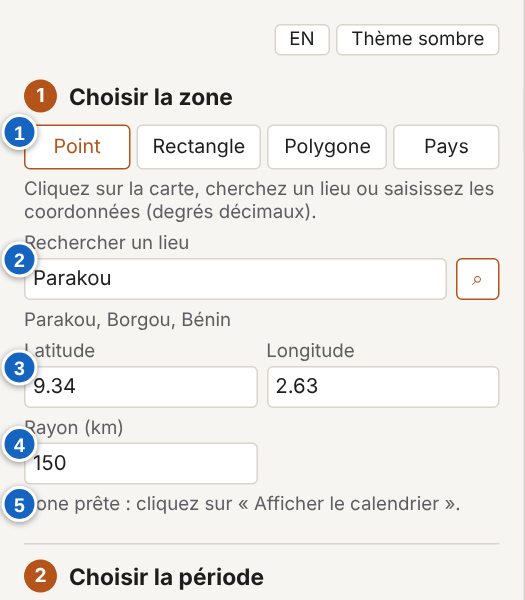 EN Thème sombre
1 Choisir la zone
1 Point Rectangle Polygone Pays
Cliquez sur la carte, cherchez un lieu ou saisissez les
coordonnées (degrés décimaux).
Rechercher un lieu
2 Parakou
Parakou, Borgou, Bénin
Latitude Longitude
3 9.34 2.63
Rayon (km)
4 150
5 one prête : cliquez sur « Afficher le calendrier ».
2 Choisir la période